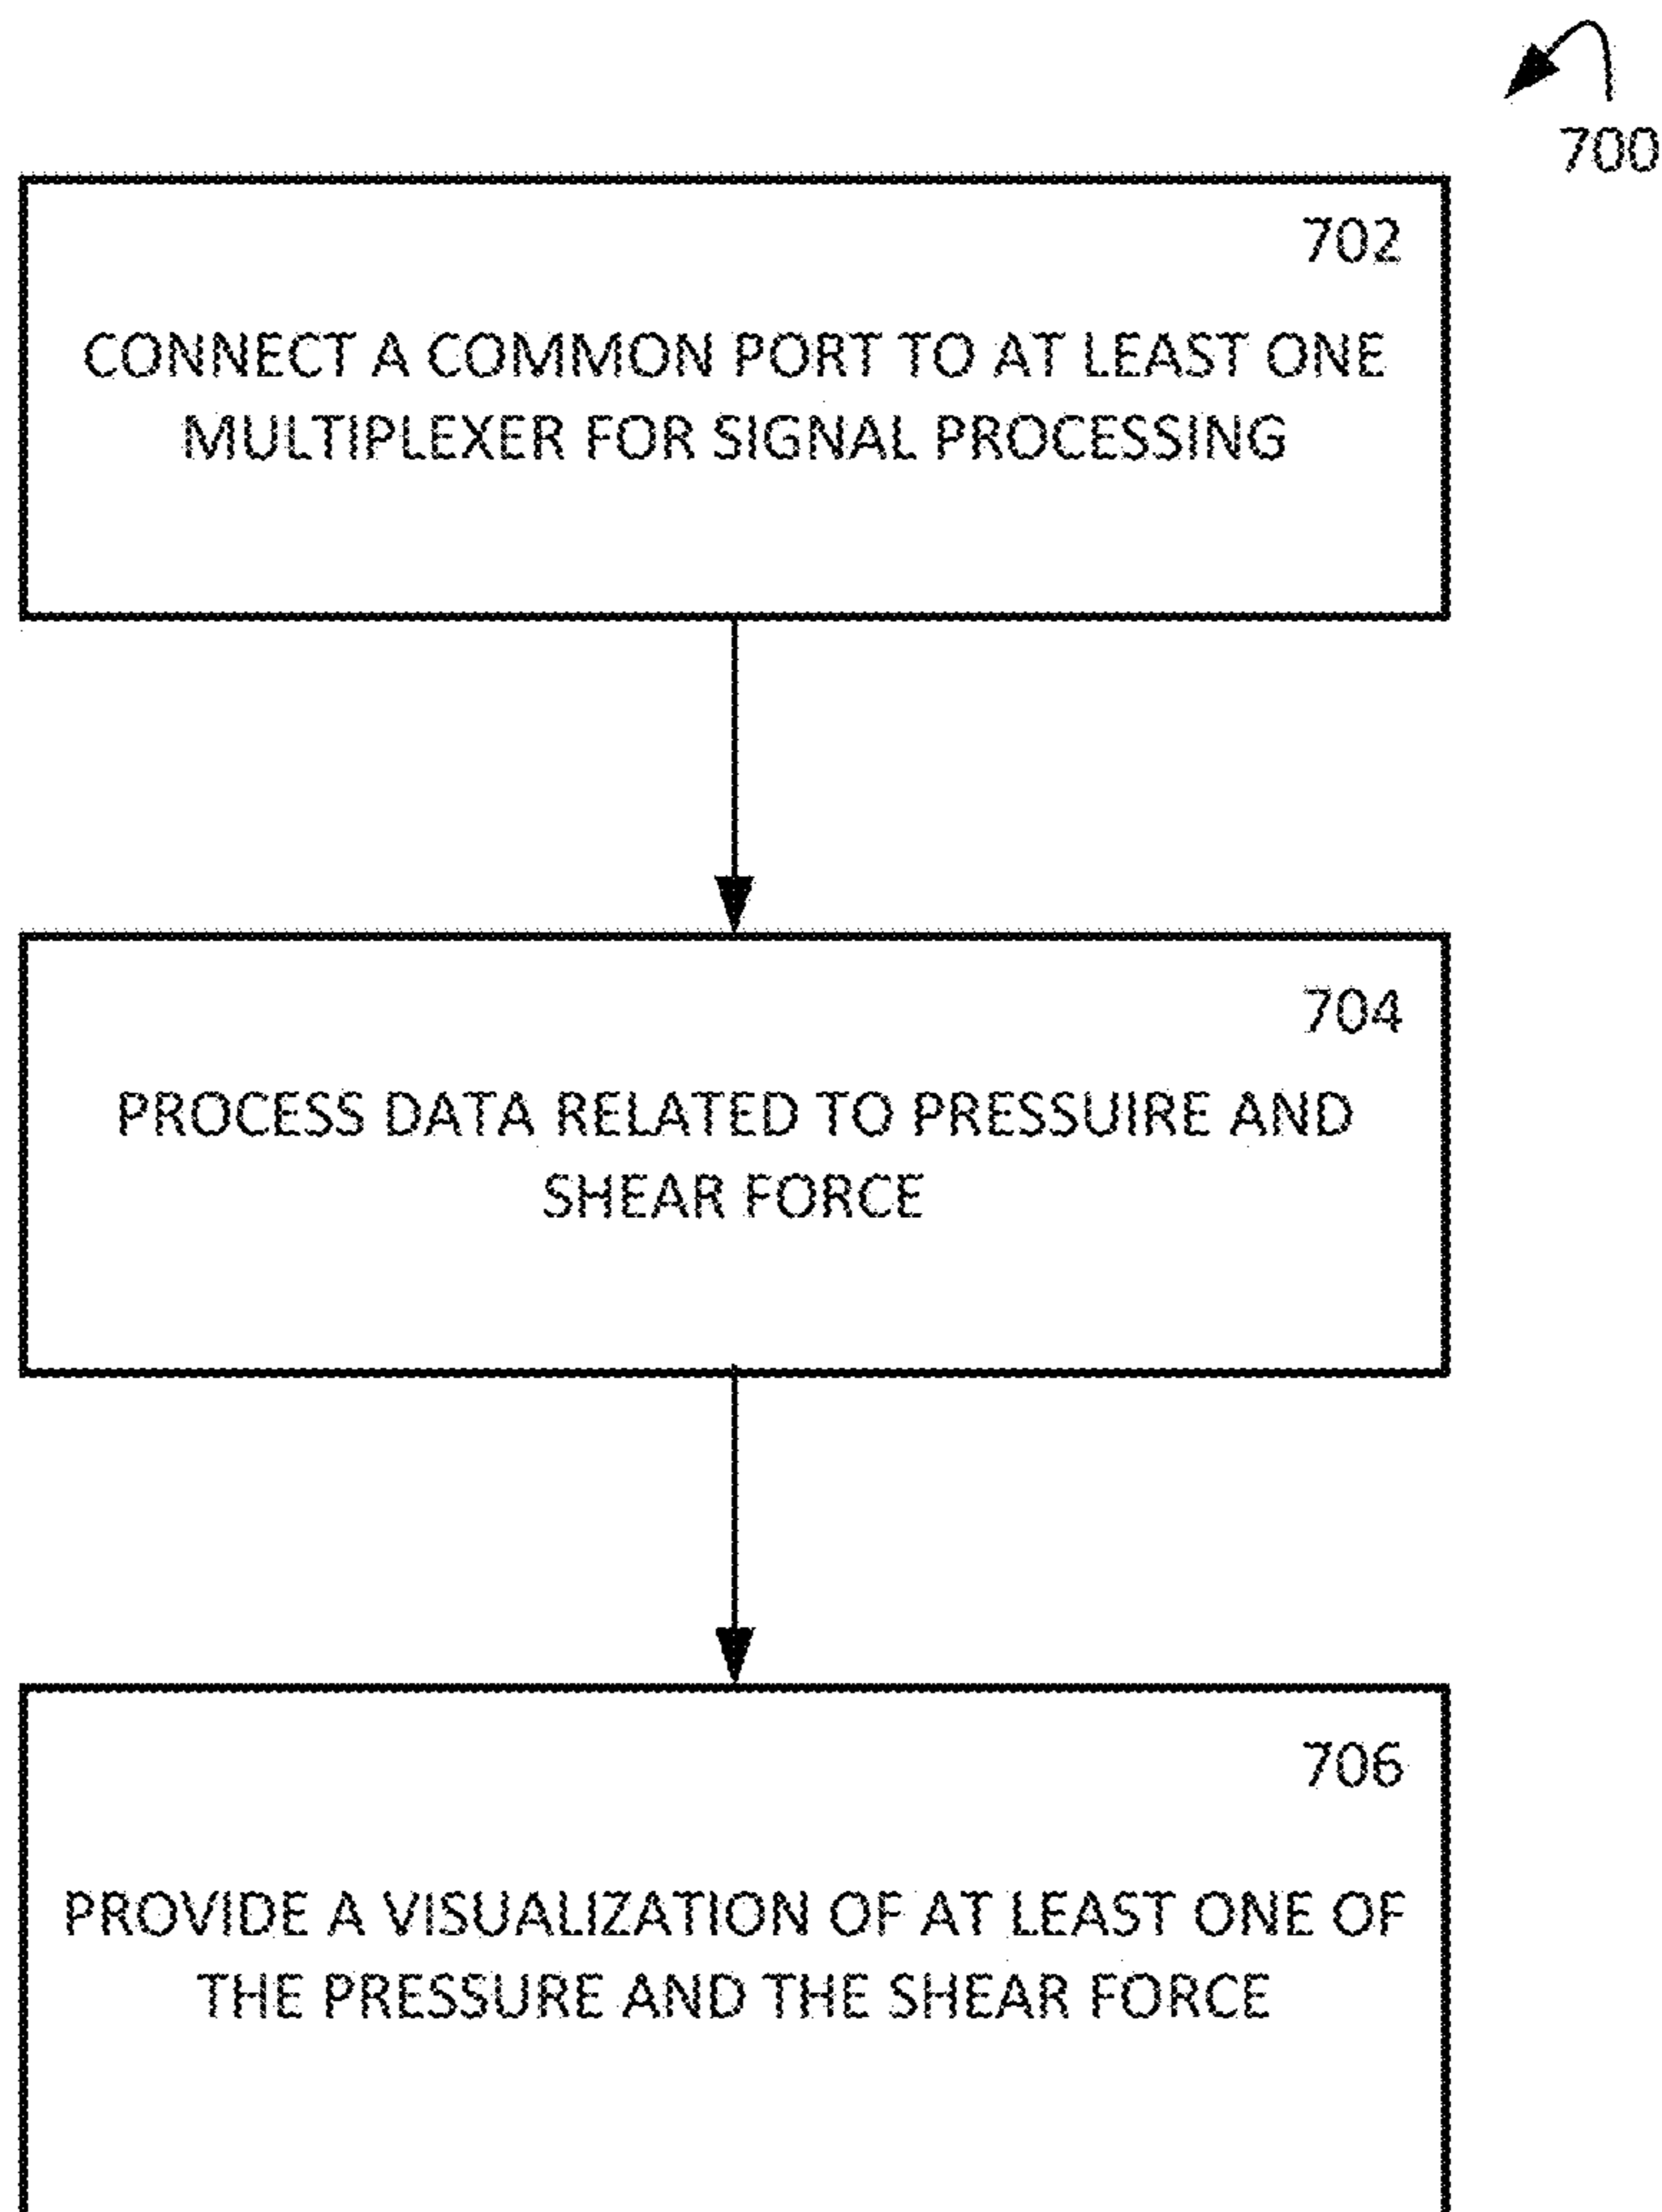 700
702
CONNECT A COMMON PORT TO AT LEAST ONE
MULTIPLEXER FOR SIGNAL PROCESSING
704
PROCESS DATA RELATED TO PRESSUIRE AND
SHEAR FORCE
706
PROVIDE A VISUALIZATION OF AT LEAST ONE OF
THE PRESSURE AND THE SHEAR FORCE